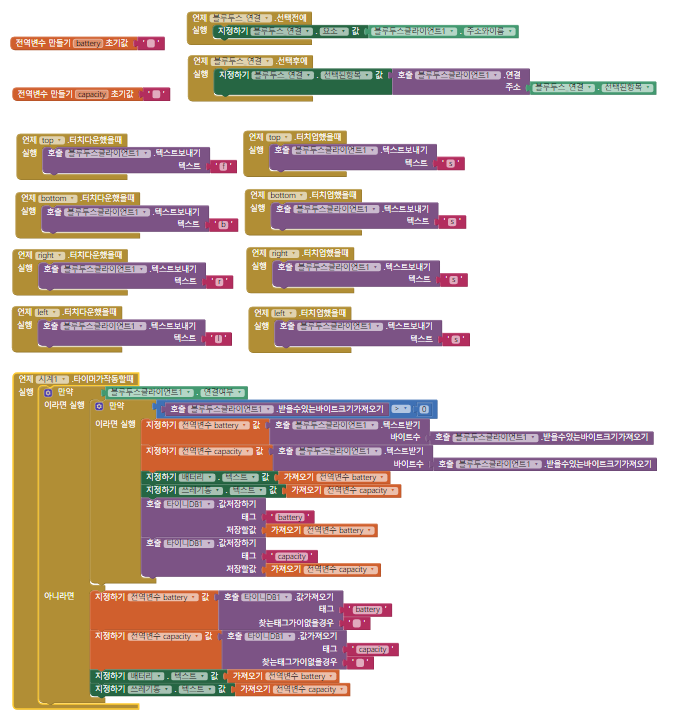 언제 블루투스_연결 .선택전에
실행 지정하기 블루투스_연결 . 요소 값 블루투스클라이언트1 . 주소와이름
전역변수 만들기 battery 초기값 " "
언제 블루투스_연결 .선택후에
실행 지정하기 블루투스_연결 . 선택된항목 값 호출 블루투스클라이언트1 .연결
주소 블루투스_연결 . 선택된항목
전역변수 만들기 capacity 초기값 " "
언제 top .터치다운했을때
실행 호출 블루투스클라이언트1 .텍스트보내기
텍스트 " f "
언제 top .터치업했을때
실행 호출 블루투스클라이언트1 .텍스트보내기
텍스트 " s "
언제 bottom .터치다운했을때
실행 호출 블루투스클라이언트1 .텍스트보내기
텍스트 " b "
언제 bottom .터치업했을때
실행 호출 블루투스클라이언트1 .텍스트보내기
텍스트 " s "
언제 right .터치다운했을때
실행 호출 블루투스클라이언트1 .텍스트보내기
텍스트 " r "
언제 right .터치업했을때
실행 호출 블루투스클라이언트1 .텍스트보내기
텍스트 " s "
언제 left .터치다운했을때
실행 호출 블루투스클라이언트1 .텍스트보내기
텍스트 " l "
언제 left .터치업했을때
실행 호출 블루투스클라이언트1 .텍스트보내기
텍스트 " s "
언제 시계1 .타이머가작동할때
실행 만약 블루투스클라이언트1 . 연결여부
이라면 실행 만약 호출 블루투스클라이언트1 .받을수있는바이트크기가져오기 > 0
이라면 실행 지정하기 전역변수 battery 값 호출 블루투스클라이언트1 .텍스트받기
바이트수 호출 블루투스클라이언트1 .받을수있는바이트크기가져오기
지정하기 전역변수 capacity 값 호출 블루투스클라이언트1 .텍스트받기
바이트수 호출 블루투스클라이언트1 .받을수있는바이트크기가져오기
지정하기 배터리 . 텍스트 값 가져오기 전역변수 battery
지정하기 쓰레기통 . 텍스트 값 가져오기 전역변수 capacity
호출 타이니DB1 .값저장하기
태그 " battery "
저장할값 가져오기 전역변수 battery
호출 타이니DB1 .값저장하기
태그 " capacity "
저장할값 가져오기 전역변수 capacity
아니라면 지정하기 전역변수 battery 값 호출 타이니DB1 .값가져오기
태그 " battery "
찾는태그가없을경우 " "
지정하기 전역변수 capacity 값 호출 타이니DB1 .값가져오기
태그 " capacity "
찾는태그가없을경우 " "
지정하기 배터리 . 텍스트 값 가져오기 전역변수 battery
지정하기 쓰레기통 . 텍스트 값 가져오기 전역변수 capacity